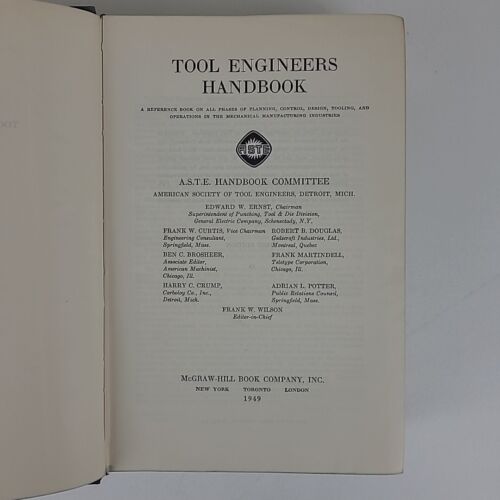 TOOL ENGINEERS
HANDBOOK
A REFERENCE BOOK ON ALL PHASES OF PLANNING, CONTROL, DESIGN, TOOLING, AND
OPERATIONS IN THE MECHANICAL MANUFACTURING INDUSTRIES
ASTE
A.S.T.E. HANDBOOK COMMITTEE
AMERICAN SOCIETY OF TOOL ENGINEERS, DETROIT, MICH.
EDWARD W. ERNST, Chairman
Superintendent of Punching, Tool & Die Division,
General Electric Company, Schenectady, N.Y.
FRANK W. CURTIS, Vice Chairman
Engineering Consultant,
Springfield, Mass.
ROBERT B. DOUGLAS,
Godscroft Industries, Ltd.,
Montreal, Quebec
BEN C. BROSHEER,
Associate Editor,
American Machinist,
Chicago, Ill.
FRANK MARTINDELL,
Teletype Corporation,
Chicago, Ill.
HARRY C. CRUMP,
Carboloy Co., Inc.,
Detroit, Mich.
ADRIAN L. POTTER,
Public Relations Counsel,
Springfield, Mass.
FRANK W. WILSON
Editor-in-Chief
McGRAW-HILL BOOK COMPANY, INC.
NEW YORK TORONTO LONDON
1949